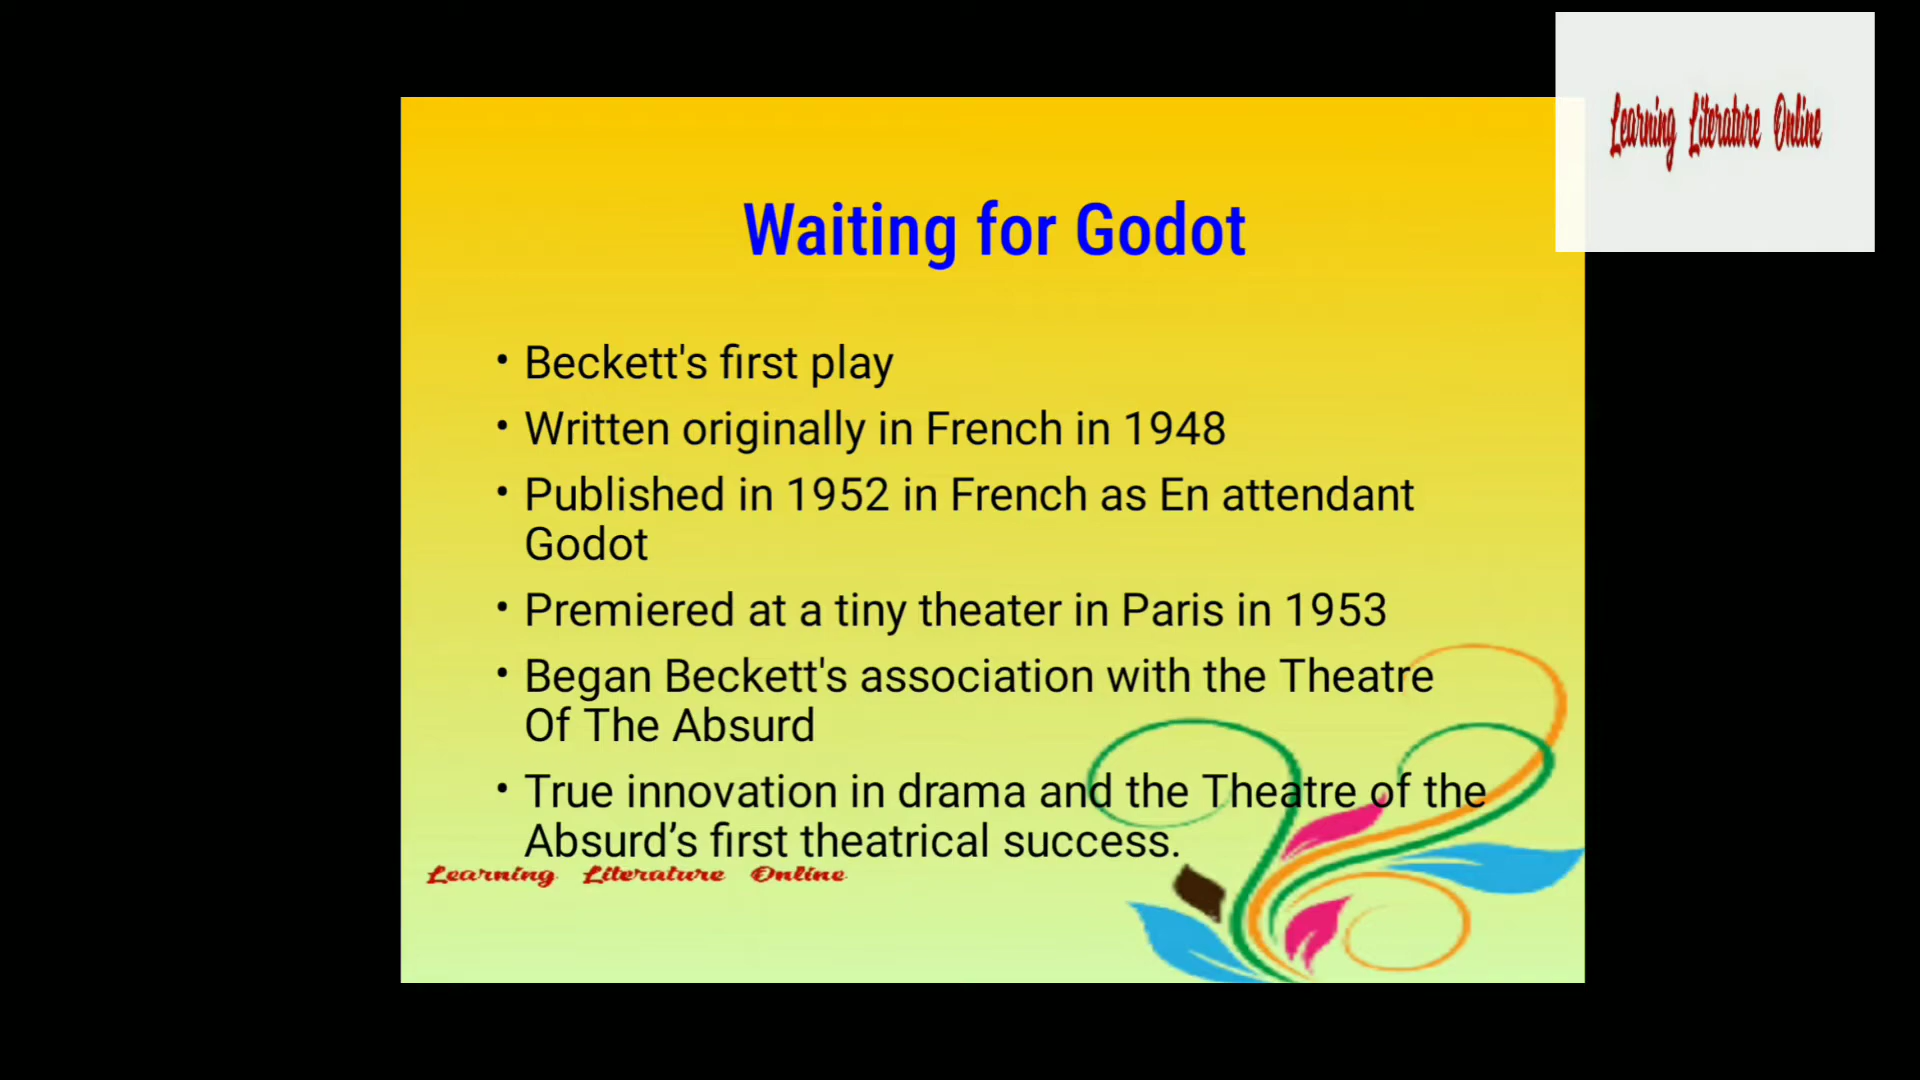 Learning Literature Online
Waiting for Godot
• Beckett's first play
• Written originally in French in 1948
• Published in 1952 in French as En attendant
Godot
• Premiered at a tiny theater in Paris in 1953
• Began Beckett's association with the Theatre
Of The Absurd
• True innovation in drama and the Theatre of the
Absurd’s first theatrical success.
Learning Literature Online